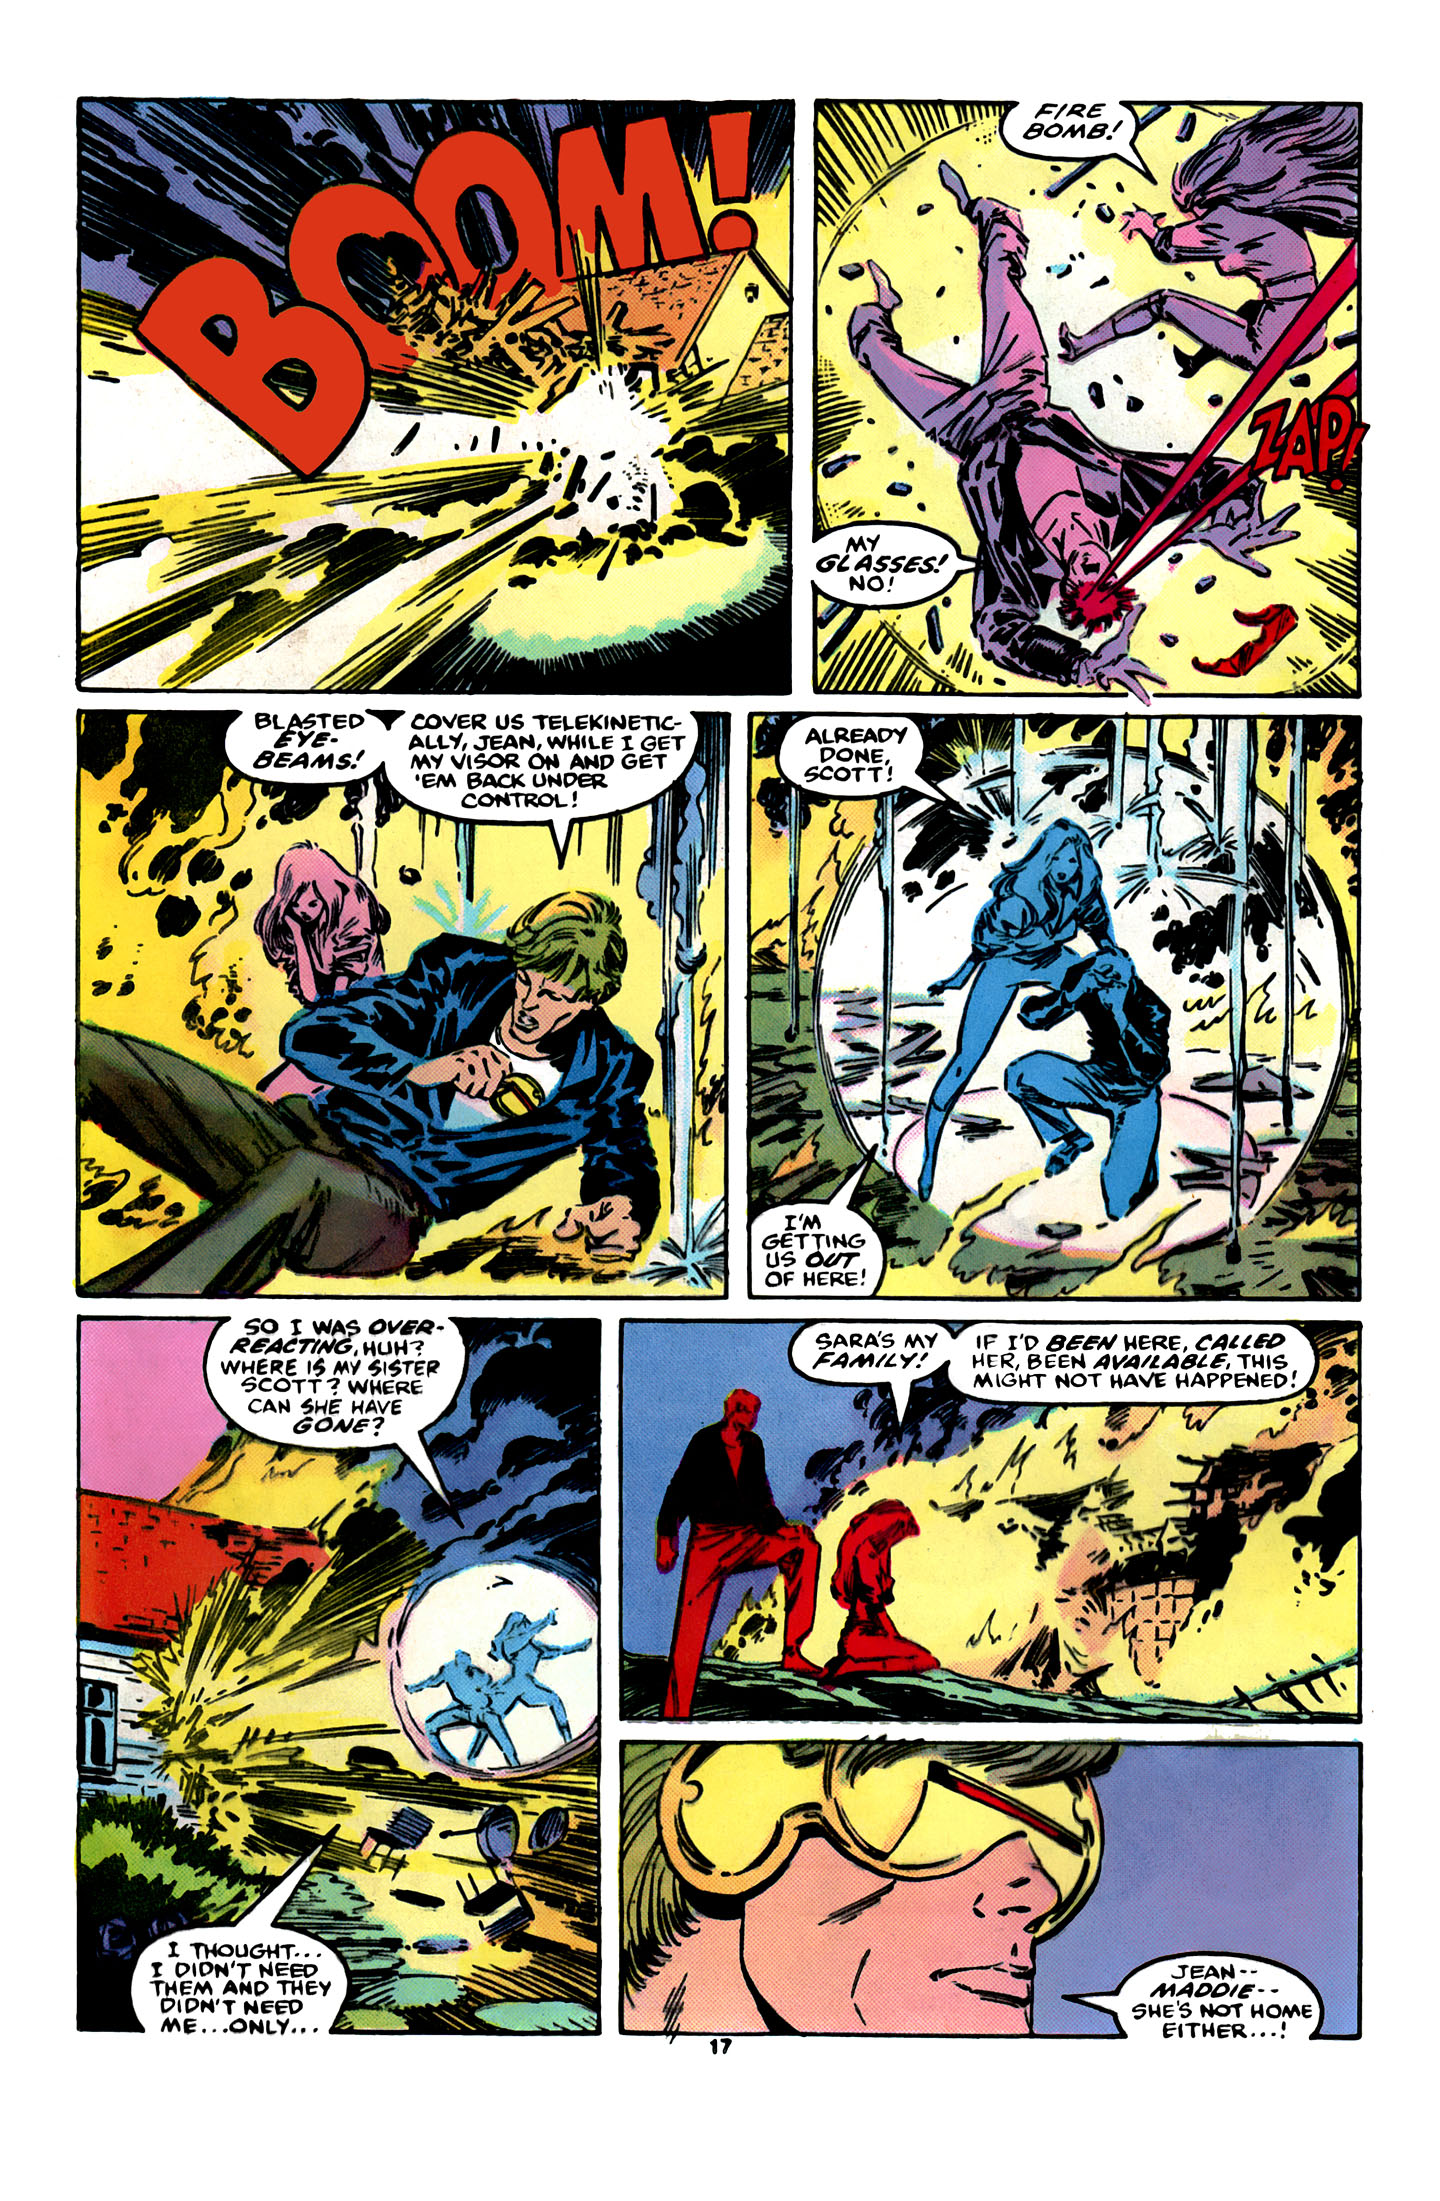 BOOM!
FIRE
BOMB!
ZAP!
MY
GLASSES!
NO!
BLASTED
EYE-
BEAMS!
COVER US TELEKINETIC-
ALLY, JEAN, WHILE I GET
MY VISOR ON AND GET
'EM BACK UNDER
CONTROL!
ALREADY
DONE,
SCOTT!
I'M
GETTING
US OUT
OF HERE!
SO I WAS OVER-
REACTING, HUH?
WHERE IS MY SISTER
SCOTT? WHERE
CAN SHE HAVE
GONE?
I THOUGHT...
I DIDN'T NEED
THEM AND THEY
DIDN'T NEED
ME...ONLY...
SARA'S MY
FAMILY!
IF I'D BEEN HERE, CALLED
HER, BEEN AVAILABLE, THIS
MIGHT NOT HAVE HAPPENED!
JEAN--
MADDIE--
SHE'S NOT HOME
EITHER...!
17